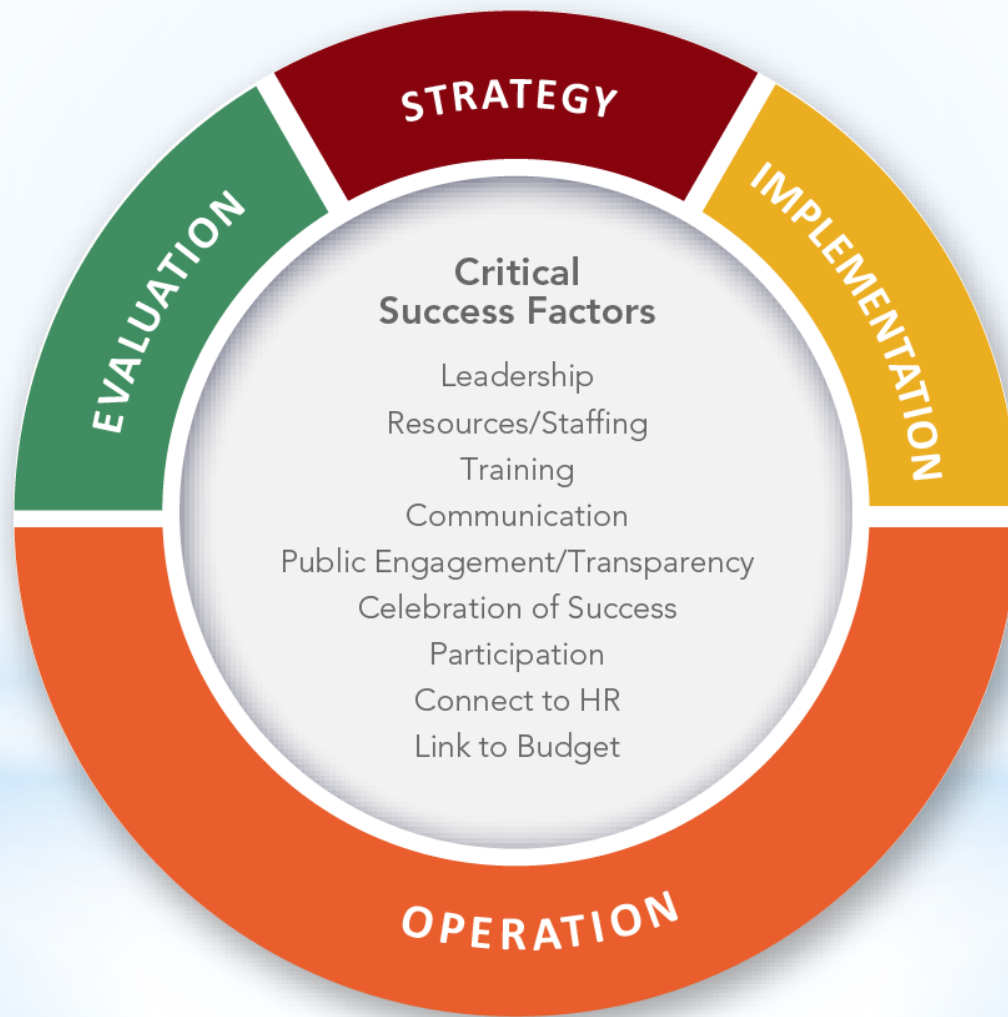 STRATEGY
IMPLEMENTATION
EVALUATION
Critical
Success Factors
Leadership
Resources/Staffing
Training
Communication
Public Engagement/Transparency
Celebration of Success
Participation
Connect to HR
Link to Budget
OPERATION